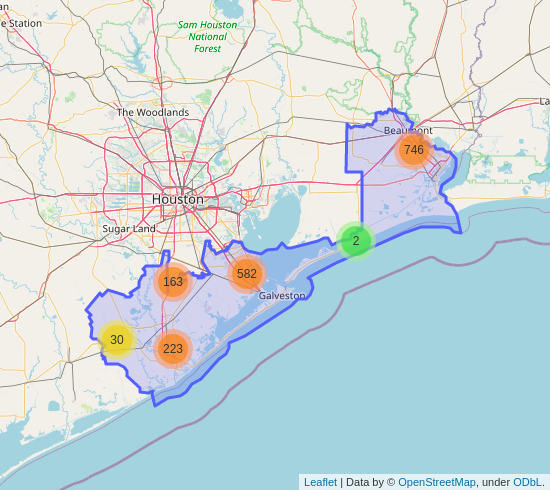 an
e Station
Sam Houston
National
Forest
The Woodlands
La
Beaumont
746
Houston
Sugar Land
2
163
582
Galveston
30
223
Leaflet | Data by © OpenStreetMap, under ODbL.